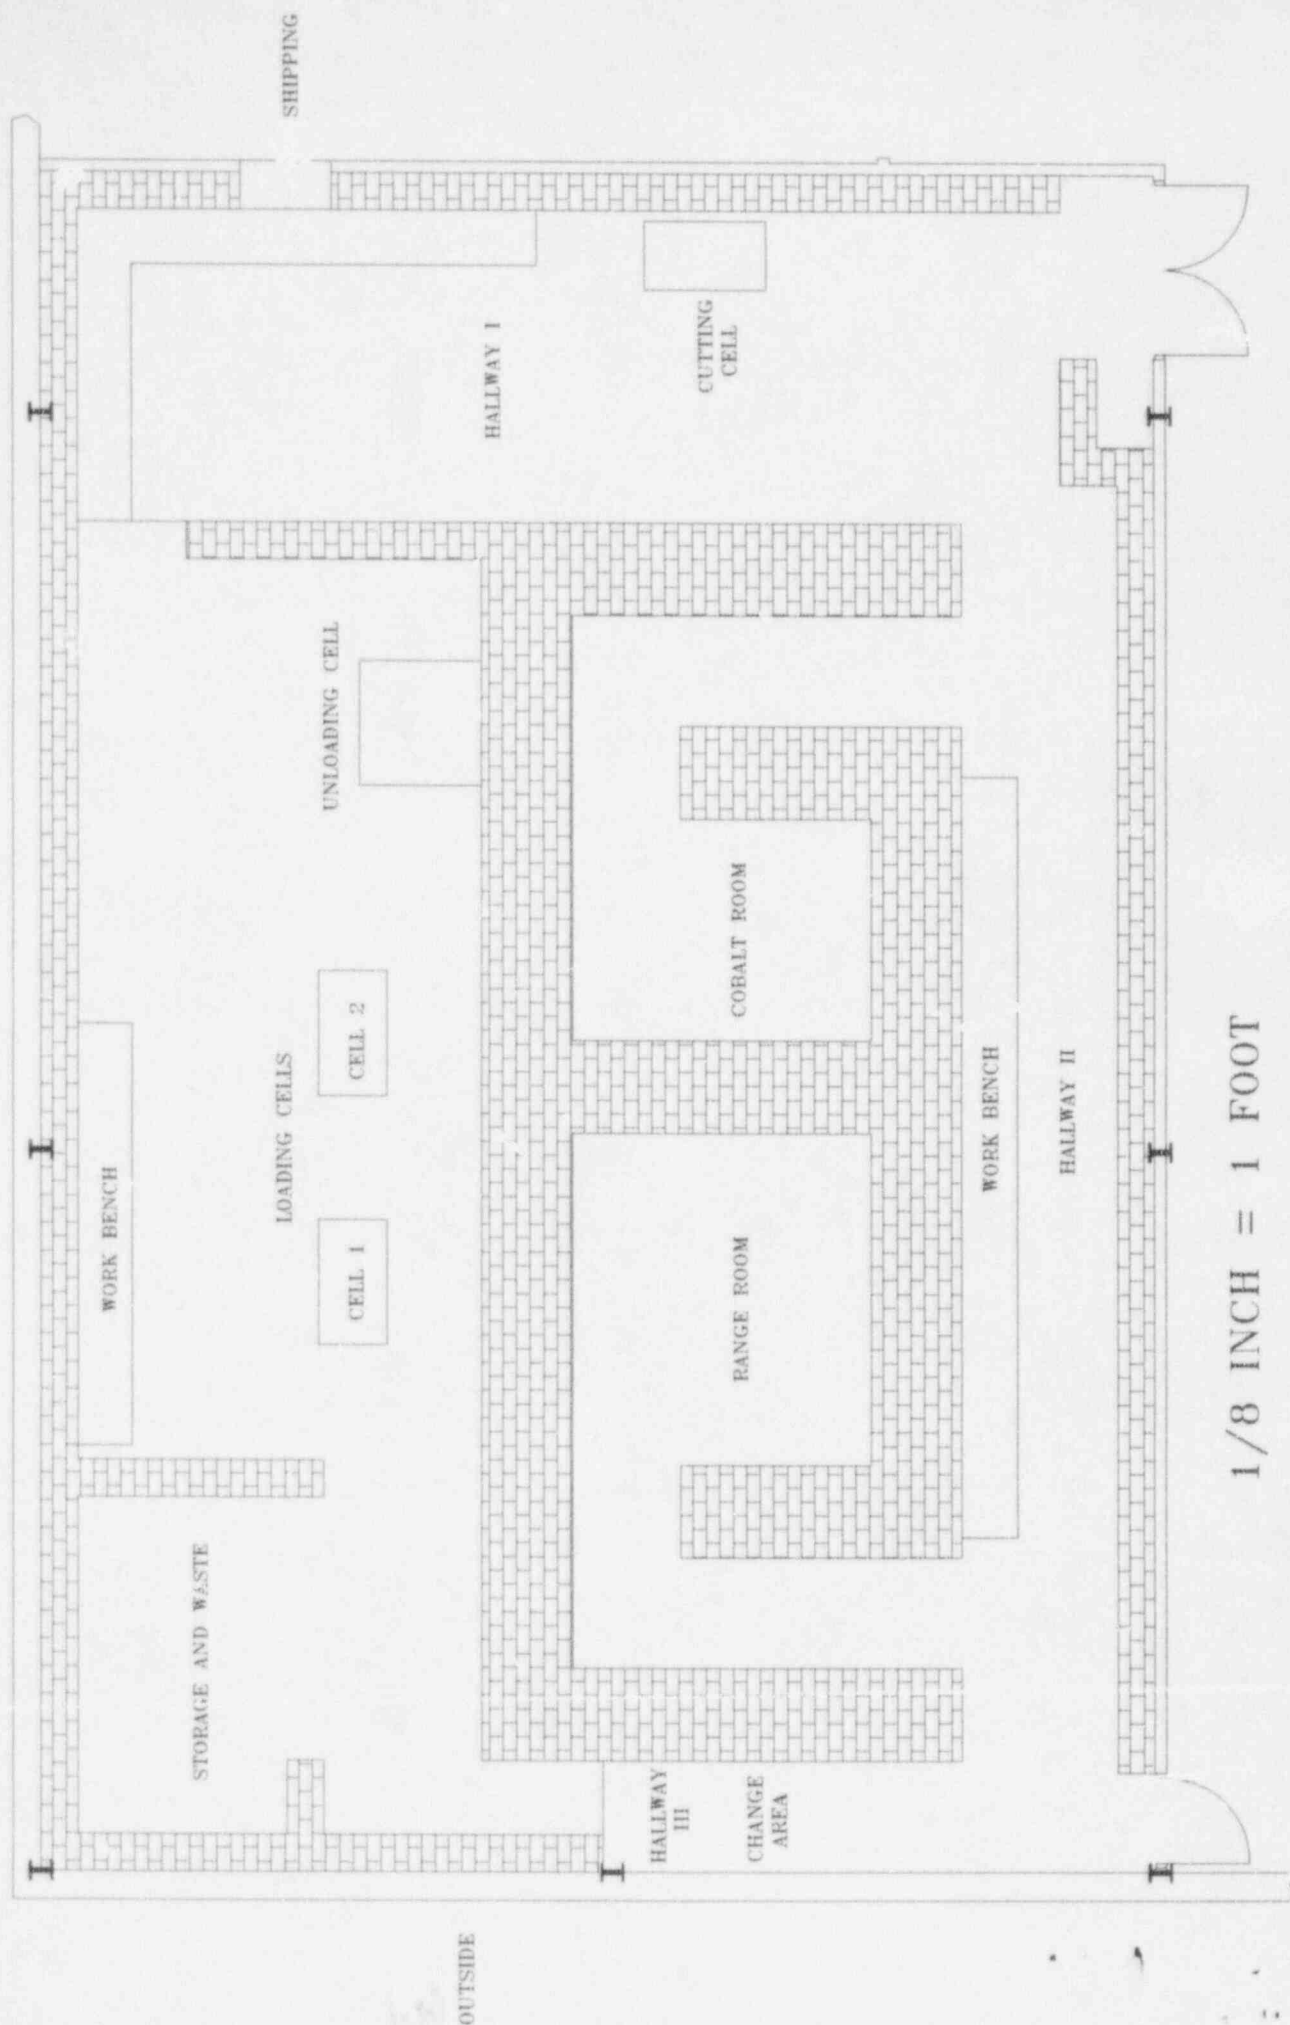 OUTSIDE
STORAGE AND WASTE
WORK BENCH
LOADING CELLS
CELL 1
CELL 2
UNLOADING CELL
SHIPPING
HALLWAY I
CUTTING
CELL
HALLWAY
III
CHANGE
AREA
RANGE ROOM
COBALT ROOM
WORK BENCH
HALLWAY II
1/8 INCH = 1 FOOT